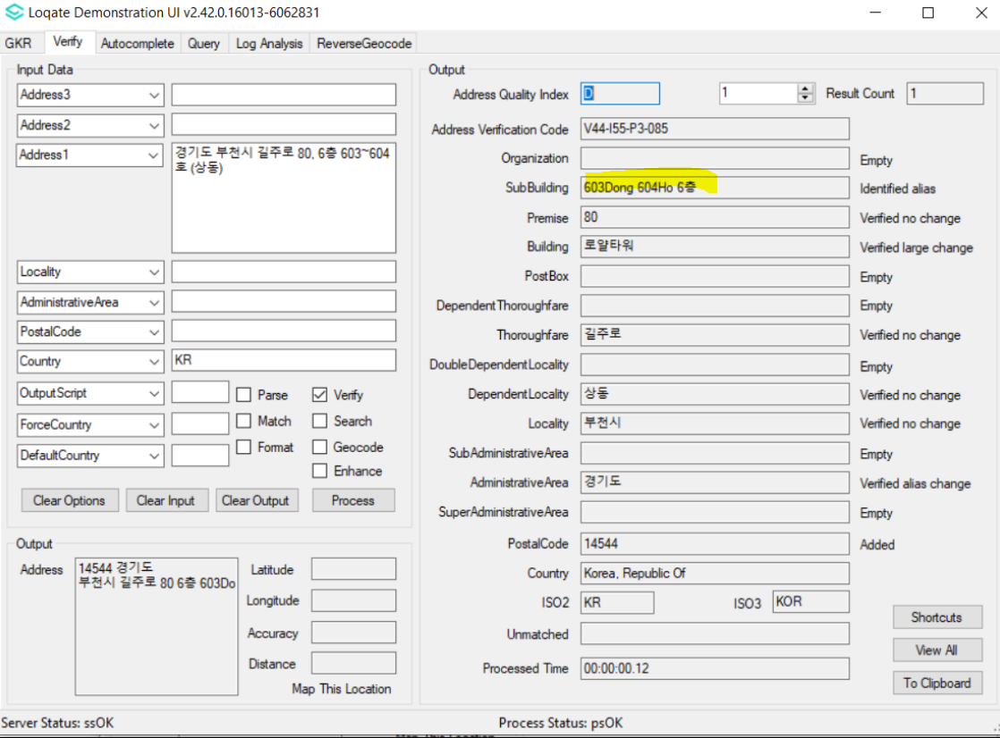 Loqate Demonstration UI v2.42.0.16013-6062831
GKR Verify Autocomplete Query Log Analysis ReverseGeocode
Input Data
Address3
Address2
Address1 경기도 부천시 길주로 80, 6층 603~604
호 (상동)
Locality
AdministrativeArea
PostalCode
Country KR
OutputScript Parse Verify
ForceCountry Match Search
DefaultCountry Format Geocode
Enhance
Clear Options Clear Input Clear Output Process
Output
Address 14544 경기도
부천시 길주로 80 6층 603Do
Latitude
Longitude
Accuracy
Distance
Map This Location
Output
Address Quality Index D 1 Result Count 1
Address Verification Code V44-I55-P3-085
Organization Empty
SubBuilding 603Dong 604Ho 6층 Identified alias
Premise 80 Verified no change
Building 로얄타워 Verified large change
PostBox Empty
DependentThoroughfare Empty
Thoroughfare 길주로 Verified no change
DoubleDependentLocality Empty
DependentLocality 상동 Verified no change
Locality 부천시 Verified no change
SubAdministrativeArea Empty
AdministrativeArea 경기도 Verified alias change
SuperAdministrativeArea Empty
PostalCode 14544 Added
Country Korea, Republic Of
ISO2 KR ISO3 KOR
Unmatched
Processed Time 00:00:00.12
Shortcuts
View All
To Clipboard
Server Status: ssOK Process Status: psOK